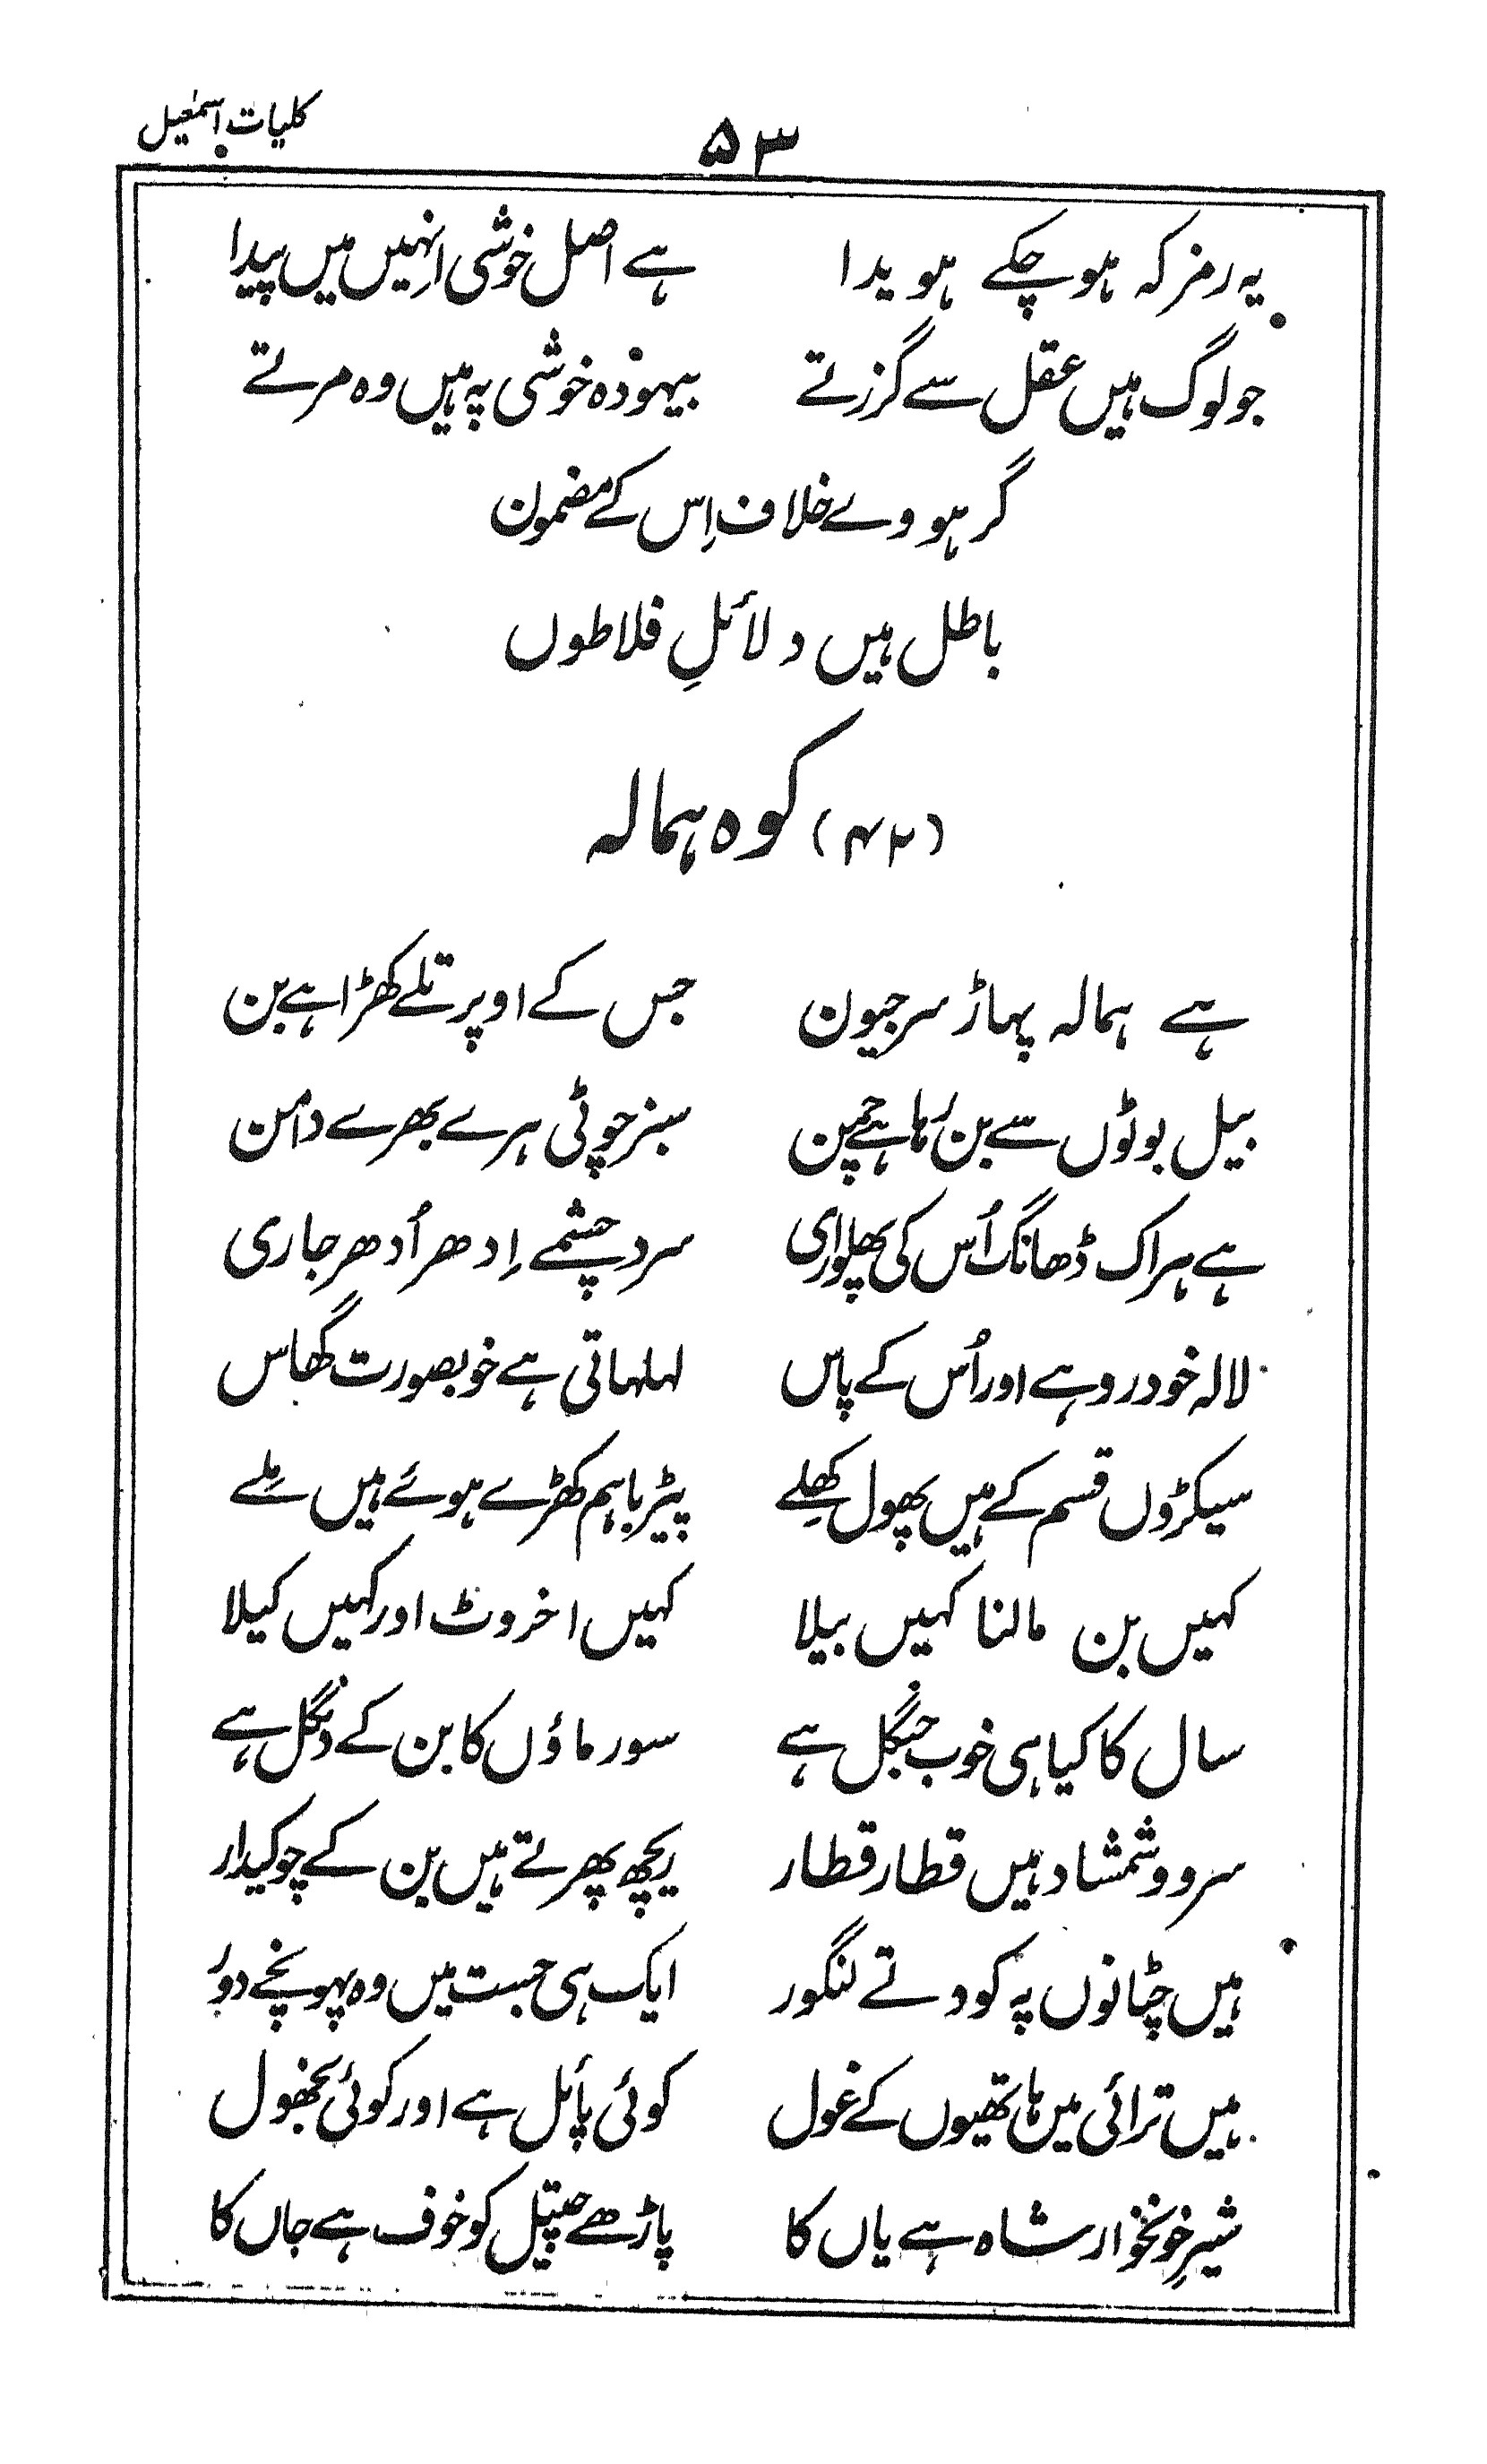 کلیات اسمٰعیل
۵۳
یہ رمز کہ ہو چکے ہویدا ہے اصل خوشی اِنہیں میں پیدا
جو لوگ ہیں عقل سے گزرتے بیہودہ خوشی پہ ہیں وہ مرتے
گر ہووے خلاف اِس کے مضمون
باطل ہیں دلائلِ فلاطوں
(۴۲) کوہ ہمالہ
ہے ہمالہ پہاڑ سرجیون جس کے اوپر تلے کھڑا ہے بن
بیل بوٹوں سے بن رہا ہے چمن سبز چوٹی ہرے بھرے دامن
ہے ہر اک ڈھانگ اُس کی پھلواری سرد چشمے اِدھر اُدھر جاری
لالہ خودرو ہے اور اُس کے پاس لہلہاتی ہے خوبصورت گھاس
سیکڑوں قسم کے ہیں پھول کھِلے پیڑ باہم کھڑے ہوئے ہیں مِلے
کہیں بن مالنا کہیں بیلا کہیں اخروٹ اور کہیں کیلا
سال کا کیا ہی خوب جنگل ہے سورماؤں کا بن کے دنگل ہے
سرو و شمشاد ہیں قطار قطار ریچھ پھرتے ہیں بن کے چوکیدار
ہیں چٹانوں پہ کودتے لنگور ایک ہی جست میں وہ پہونچے دور
ہیں ترائی میں ہاتھیوں کے غول کوئی پائل ہے اور کوئی بجھول
شیرِ خونخوار شاہ ہے یاں کا پاڑھے چیتل کو خوف ہے جاں کا